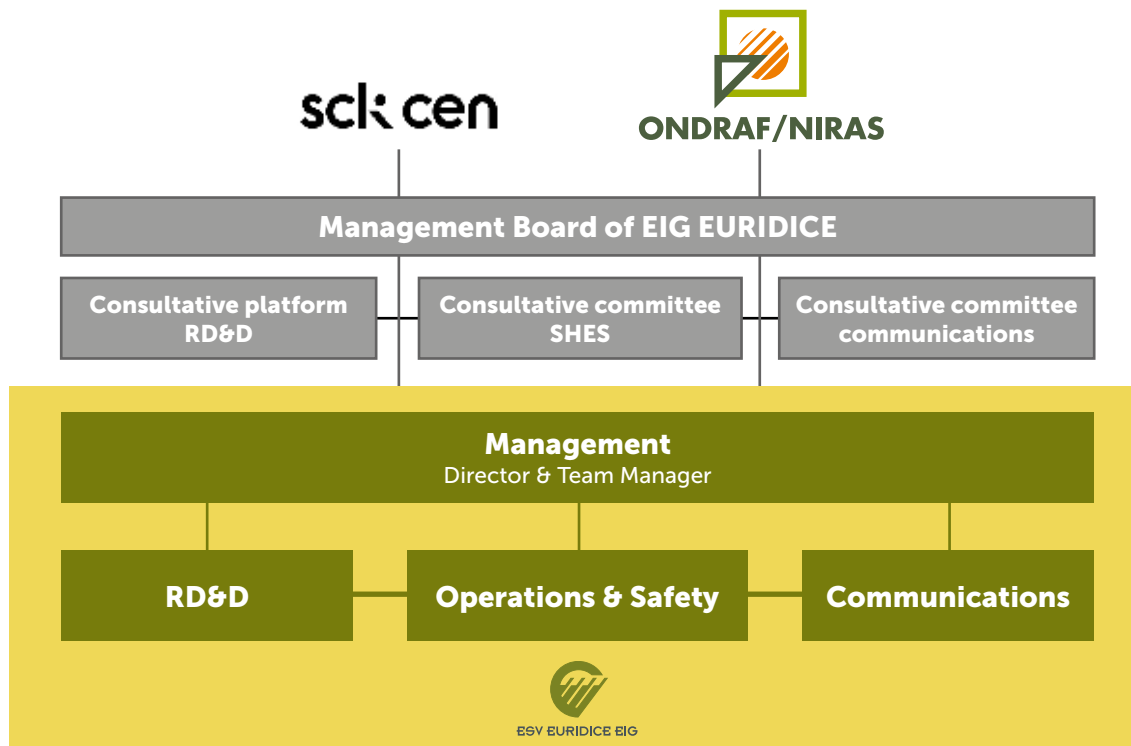 sck cen
ONDRAF/NIRAS
Management Board of EIG EURIDICE
Consultative platform
RD&D
Consultative committee
SHES
Consultative committee
communications
Management
Director & Team Manager
RD&D
Operations & Safety
Communications
ESV EURIDICE EIG